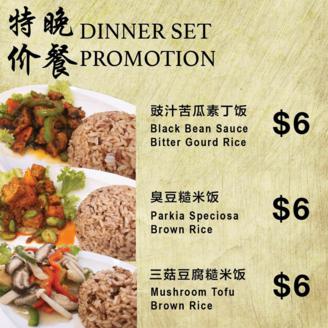 特晚 DINNER SET
价餐 PROMOTION
豉汁苦瓜素丁饭
Black Bean Sauce
Bitter Gourd Rice
$6
臭豆糙米饭
Parkia Speciosa
Brown Rice
$6
三菇豆腐糙米饭
Mushroom Tofu
Brown Rice
$6